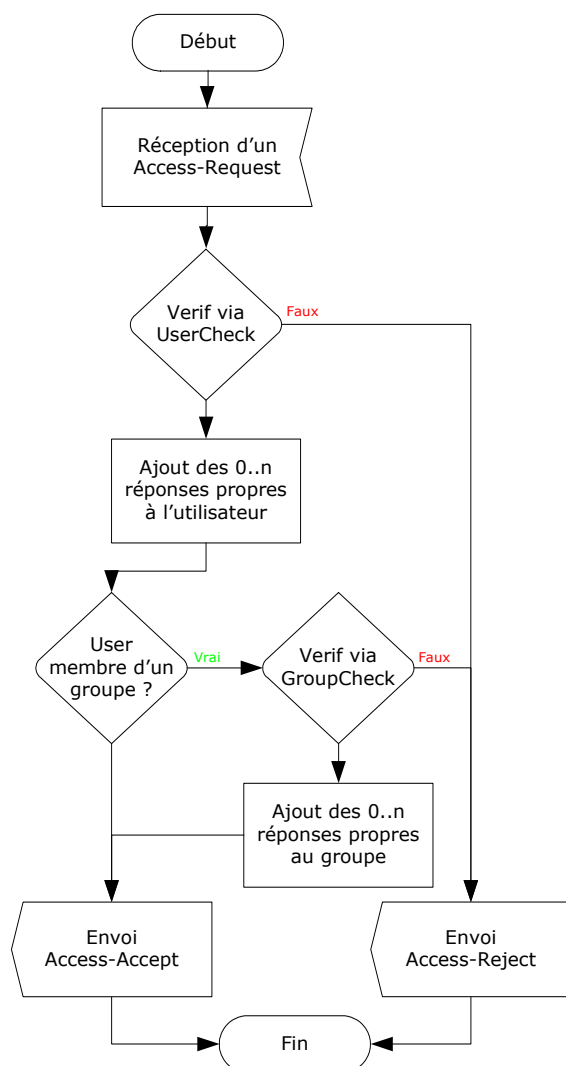 Début
Réception d'un
Access-Request
Verif via
UserCheck
Faux
Ajout des 0..n
réponses propres
à l'utilisateur
User
membre d'un
groupe ?
Vrai
Verif via
GroupCheck
Faux
Ajout des 0..n
réponses propres
au groupe
Envoi
Access-Accept
Envoi
Access-Reject
Fin